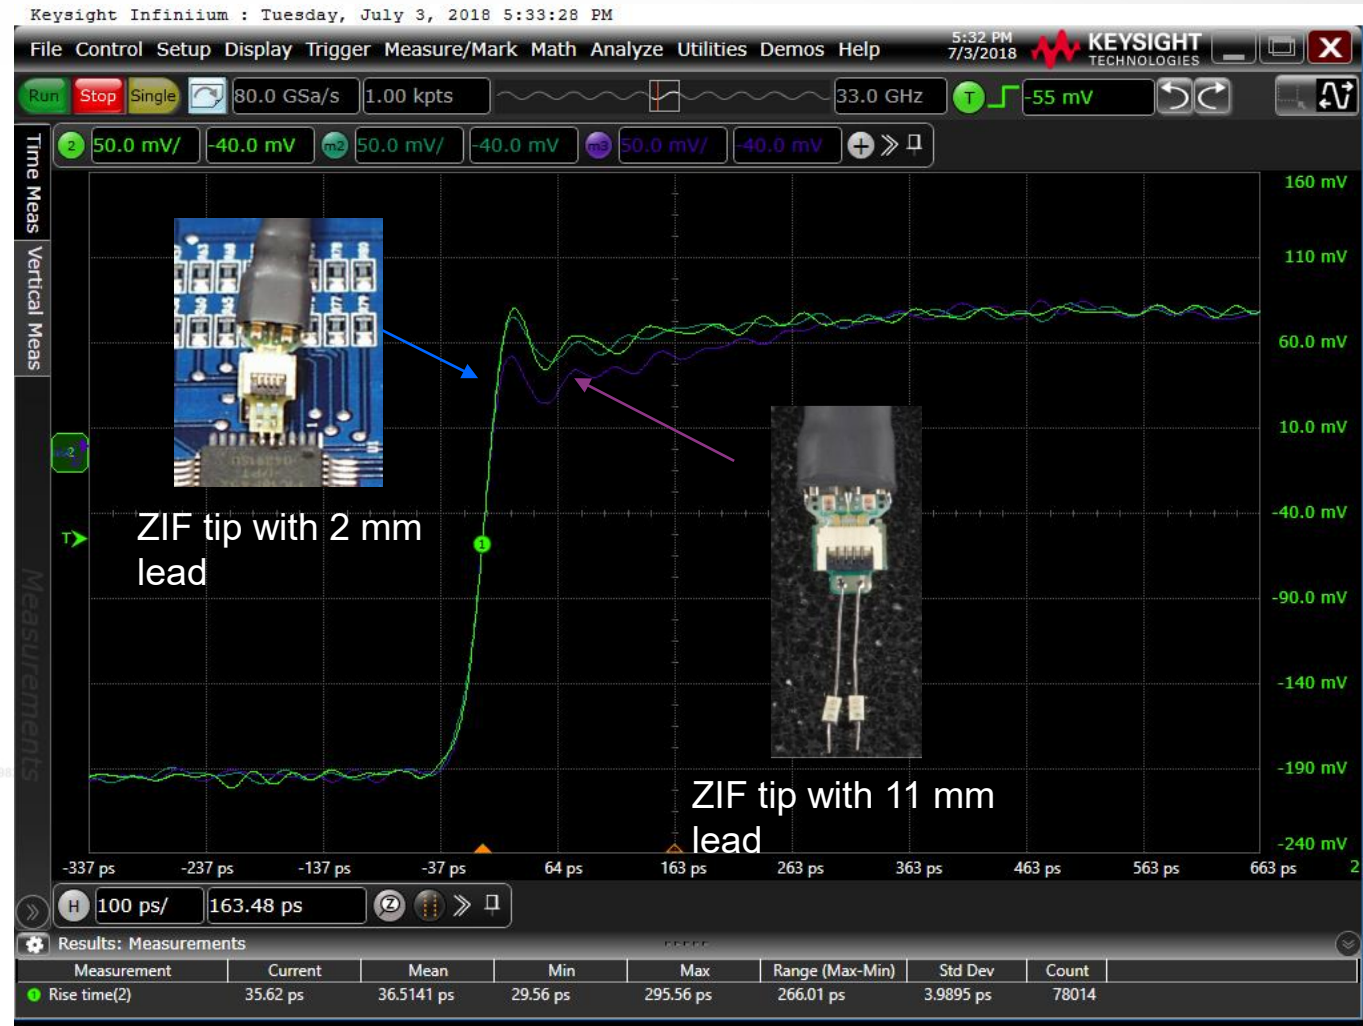 Keysight Infiniium : Tuesday, July 3, 2018 5:33:28 PM
File Control Setup Display Trigger Measure/Mark Math Analyze Utilities Demos Help
5:32 PM
7/3/2018
KEYSIGHT
TECHNOLOGIES
X
Run Stop Single 80.0 GSa/s 1.00 kpts 33.0 GHz T -55 mV
2 50.0 mV/ -40.0 mV m2 50.0 mV/ -40.0 mV m3 50.0 mV/ -40.0 mV
Time Meas
Vertical Meas
Measurements
160 mV
110 mV
60.0 mV
10.0 mV
-40.0 mV
-90.0 mV
-140 mV
-190 mV
-240 mV
ZIF tip with 2 mm
lead
T
1
ZIF tip with 11 mm
lead
-337 ps -237 ps -137 ps -37 ps 64 ps 163 ps 263 ps 363 ps 463 ps 563 ps 663 ps 2
H 100 ps/ 163.48 ps Z
Results: Measurements
Measurement Current Mean Min Max Range (Max-Min) Std Dev Count
1 Rise time(2) 35.62 ps 36.5141 ps 29.56 ps 295.56 ps 266.01 ps 3.9895 ps 78014